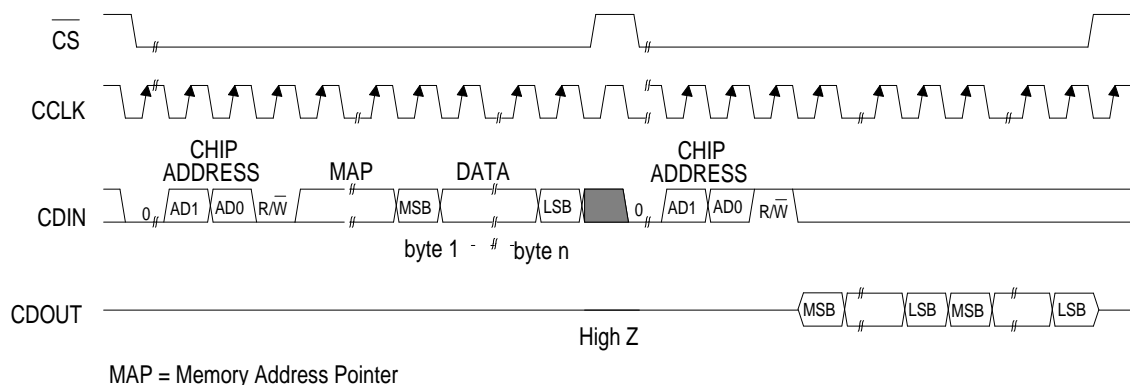 CS
CCLK
CHIP ADDRESS
MAP
DATA
CHIP ADDRESS
CDIN
0
AD1
AD0
R/W
MSB
LSB
0
AD1
AD0
R/W
byte 1
byte n
CDOUT
MSB
LSB
MSB
LSB
High Z
MAP = Memory Address Pointer